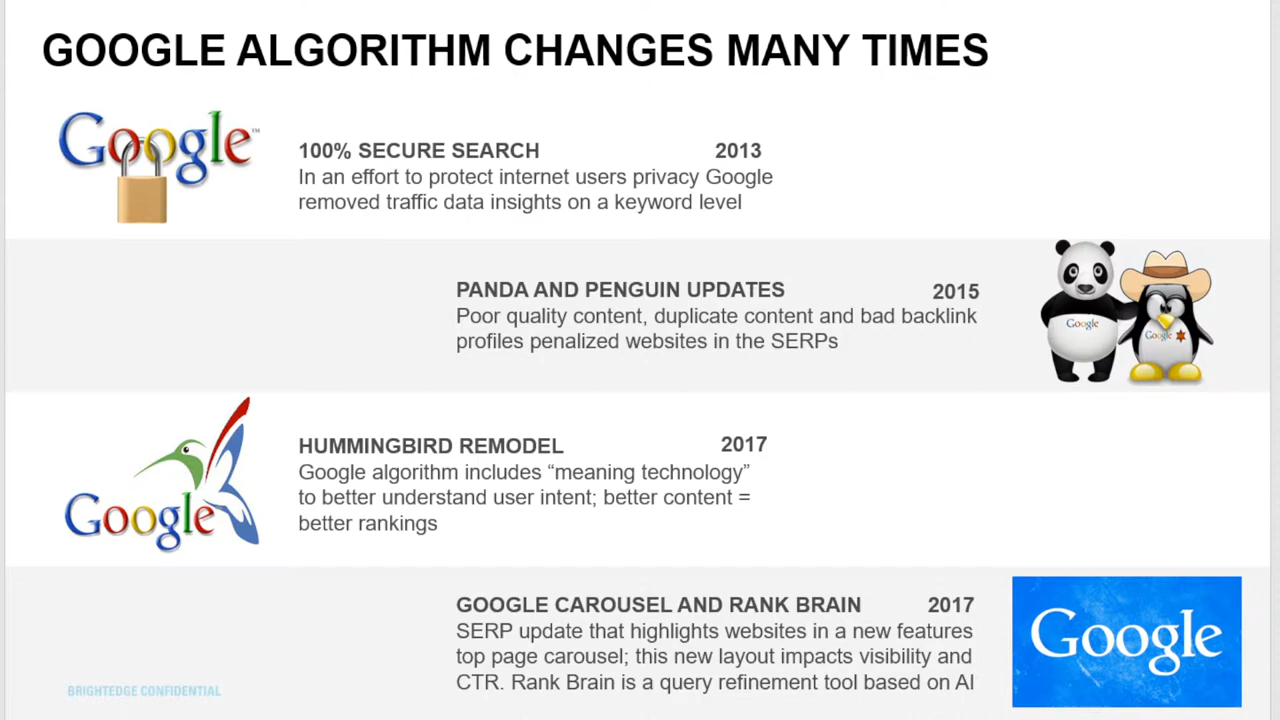 GOOGLE ALGORITHM CHANGES MANY TIMES
Google™
100% SECURE SEARCH 2013
In an effort to protect internet users privacy Google
removed traffic data insights on a keyword level
PANDA AND PENGUIN UPDATES 2015
Poor quality content, duplicate content and bad backlink
profiles penalized websites in the SERPs
Google
Google
HUMMINGBIRD REMODEL 2017
Google algorithm includes “meaning technology”
to better understand user intent; better content =
better rankings
Google
GOOGLE CAROUSEL AND RANK BRAIN 2017
SERP update that highlights websites in a new features
top page carousel; this new layout impacts visibility and
CTR. Rank Brain is a query refinement tool based on AI
Google
BRIGHTEDGE CONFIDENTIAL